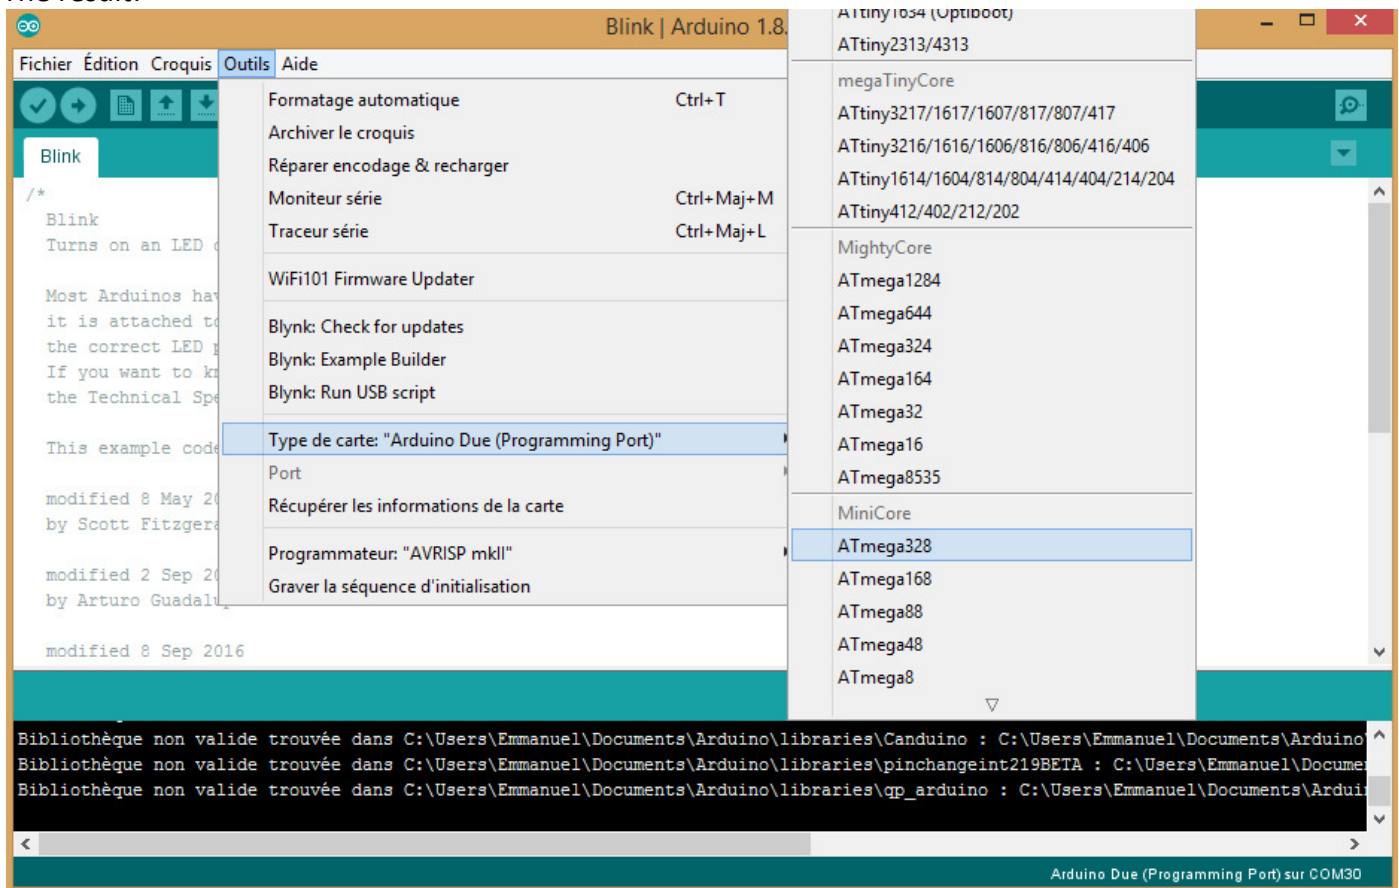 Blink | Arduino 1.8.
Fichier Édition Croquis Outils Aide
Blink
/*
Blink
Turns on an LED
Most Arduinos hav
it is attached to
the correct LED
If you want to
the Technical Spe
This example code
modified 8 May 20
by Scott Fitzgera
modified 2 Sep 20
by Arturo Guadalup
modified 8 Sep 2016
Formatage automatique Ctrl+T
Archiver le croquis
Réparer encodage & recharger
Moniteur série Ctrl+Maj+M
Traceur série Ctrl+Maj+L
WiFi101 Firmware Updater
Blynk: Check for updates
Blynk: Example Builder
Blynk: Run USB script
Type de carte: "Arduino Due (Programming Port)"
Port
Récupérer les informations de la carte
Programmateur: "AVRISP mkII"
Graver la séquence d'initialisation
ATtiny1634 (Optiboot)
ATtiny2313/4313
megaTinyCore
ATtiny3217/1617/1607/817/807/417
ATtiny3216/1616/1606/816/806/416/406
ATtiny1614/1604/814/804/414/404/214/204
ATtiny412/402/212/202
MightyCore
ATmega1284
ATmega644
ATmega324
ATmega164
ATmega32
ATmega16
ATmega8535
MiniCore
ATmega328
ATmega168
ATmega88
ATmega48
ATmega8
Bibliothèque non valide trouvée dans C:\Users\Emmanuel\Documents\Arduino\libraries\Canduino : C:\Users\Emmanuel\Documents\Arduino\
Bibliothèque non valide trouvée dans C:\Users\Emmanuel\Documents\Arduino\libraries\pinchangeint219BETA : C:\Users\Emmanuel\Docume
Bibliothèque non valide trouvée dans C:\Users\Emmanuel\Documents\Arduino\libraries\qp_arduino : C:\Users\Emmanuel\Documents\Ardui
Arduino Due (Programming Port) sur COM30